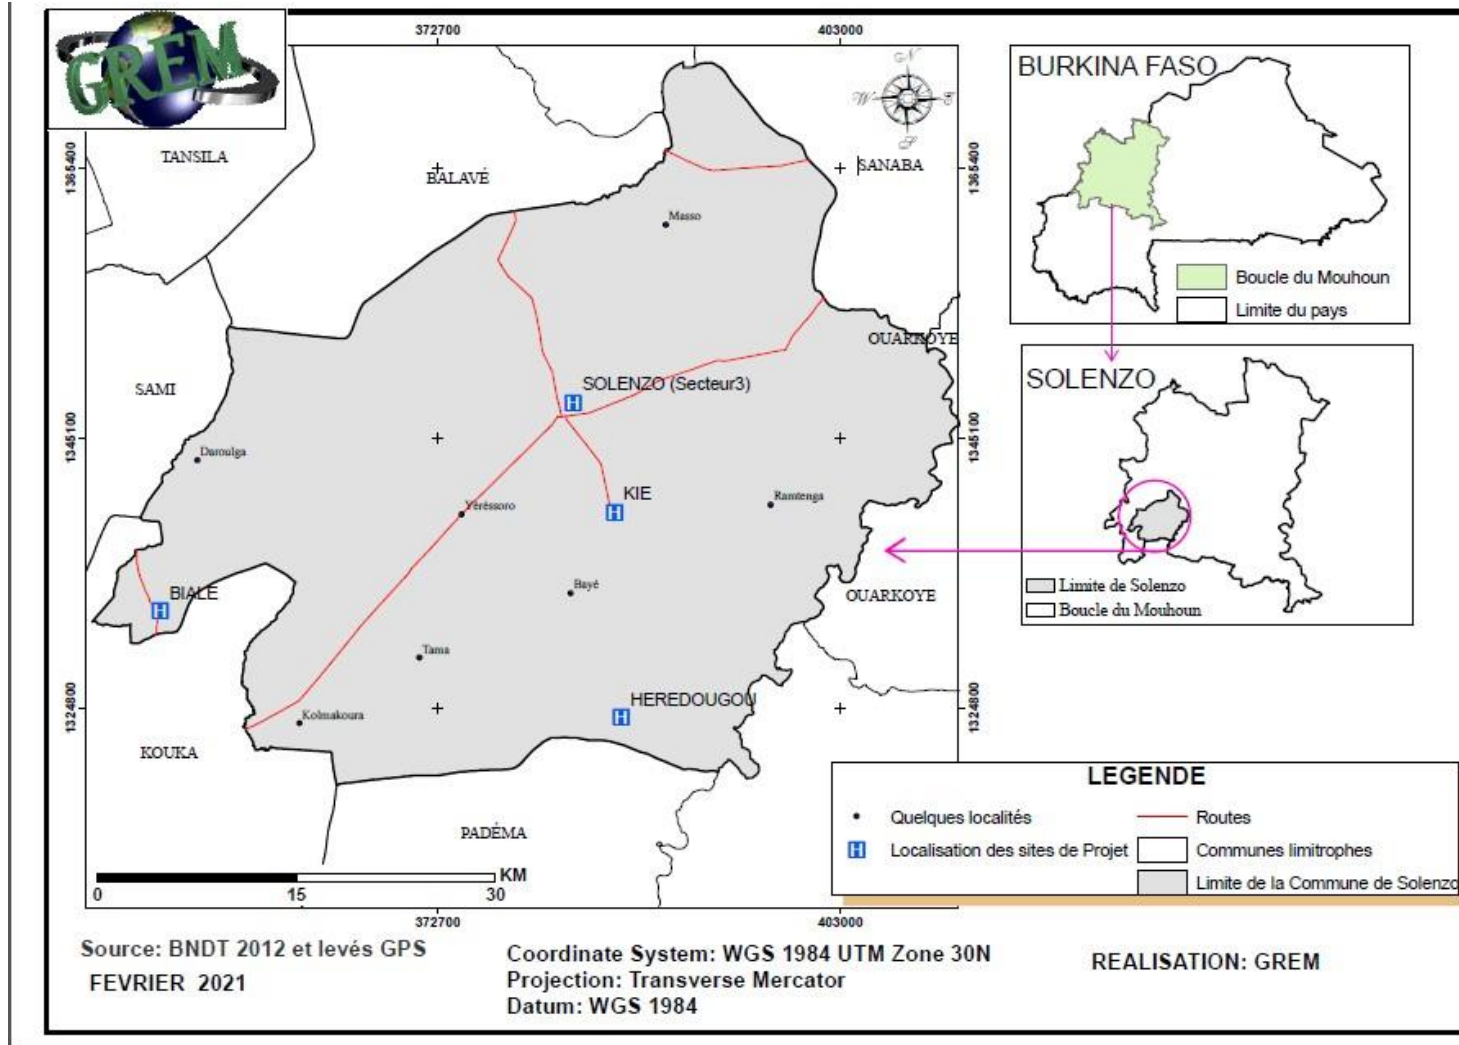 GREM
372700
403000
N
W
E
S
1365400
1365400
TANSILA
BALAVÉ
SANABA
Masso
OUARKOYE
SAMI
SOLENZO (Secteur3)
1345100
1345100
Daroulga
KIE
Yéréssoro
Ramtenga
BIALE
Bayé
OUARKOYE
Tama
HEREDOUGOU
1324800
1324800
Kolmakoura
KOUKA
PADÉMA
KM
0
15
30
372700
403000
BURKINA FASO
Boucle du Mouhoun
Limite du pays
SOLENZO
Limite de Solenzo
Boucle du Mouhoun
LEGENDE
Quelques localités
Routes
Localisation des sites de Projet
Communes limitrophes
Limite de la Commune de Solenzo
Source: BNDT 2012 et levés GPS
FEVRIER 2021
Coordinate System: WGS 1984 UTM Zone 30N
Projection: Transverse Mercator
Datum: WGS 1984
REALISATION: GREM